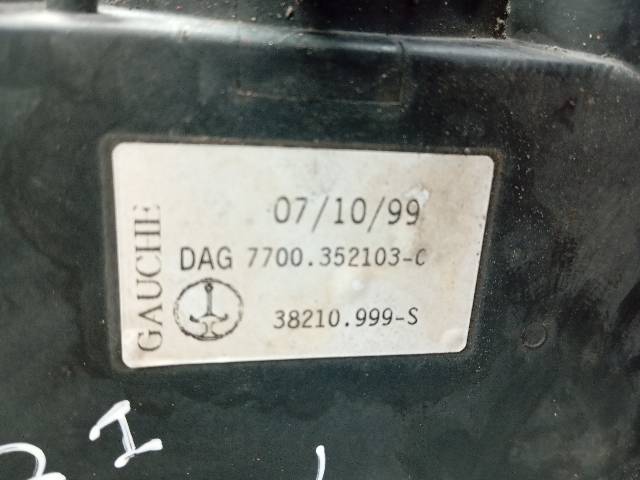 GAUCHE
07/10/99
DAG 7700.352103-C
38210.999-S
I